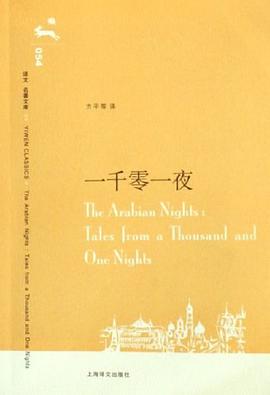 054
译文 名著文库
YIWEN CLASSICS
The Arabian Nights : Tales from a Thousand and One Nights
方平等 译
一千零一夜
The Arabian Nights:
Tales from a Thousand and
One Nights
上海译文出版社